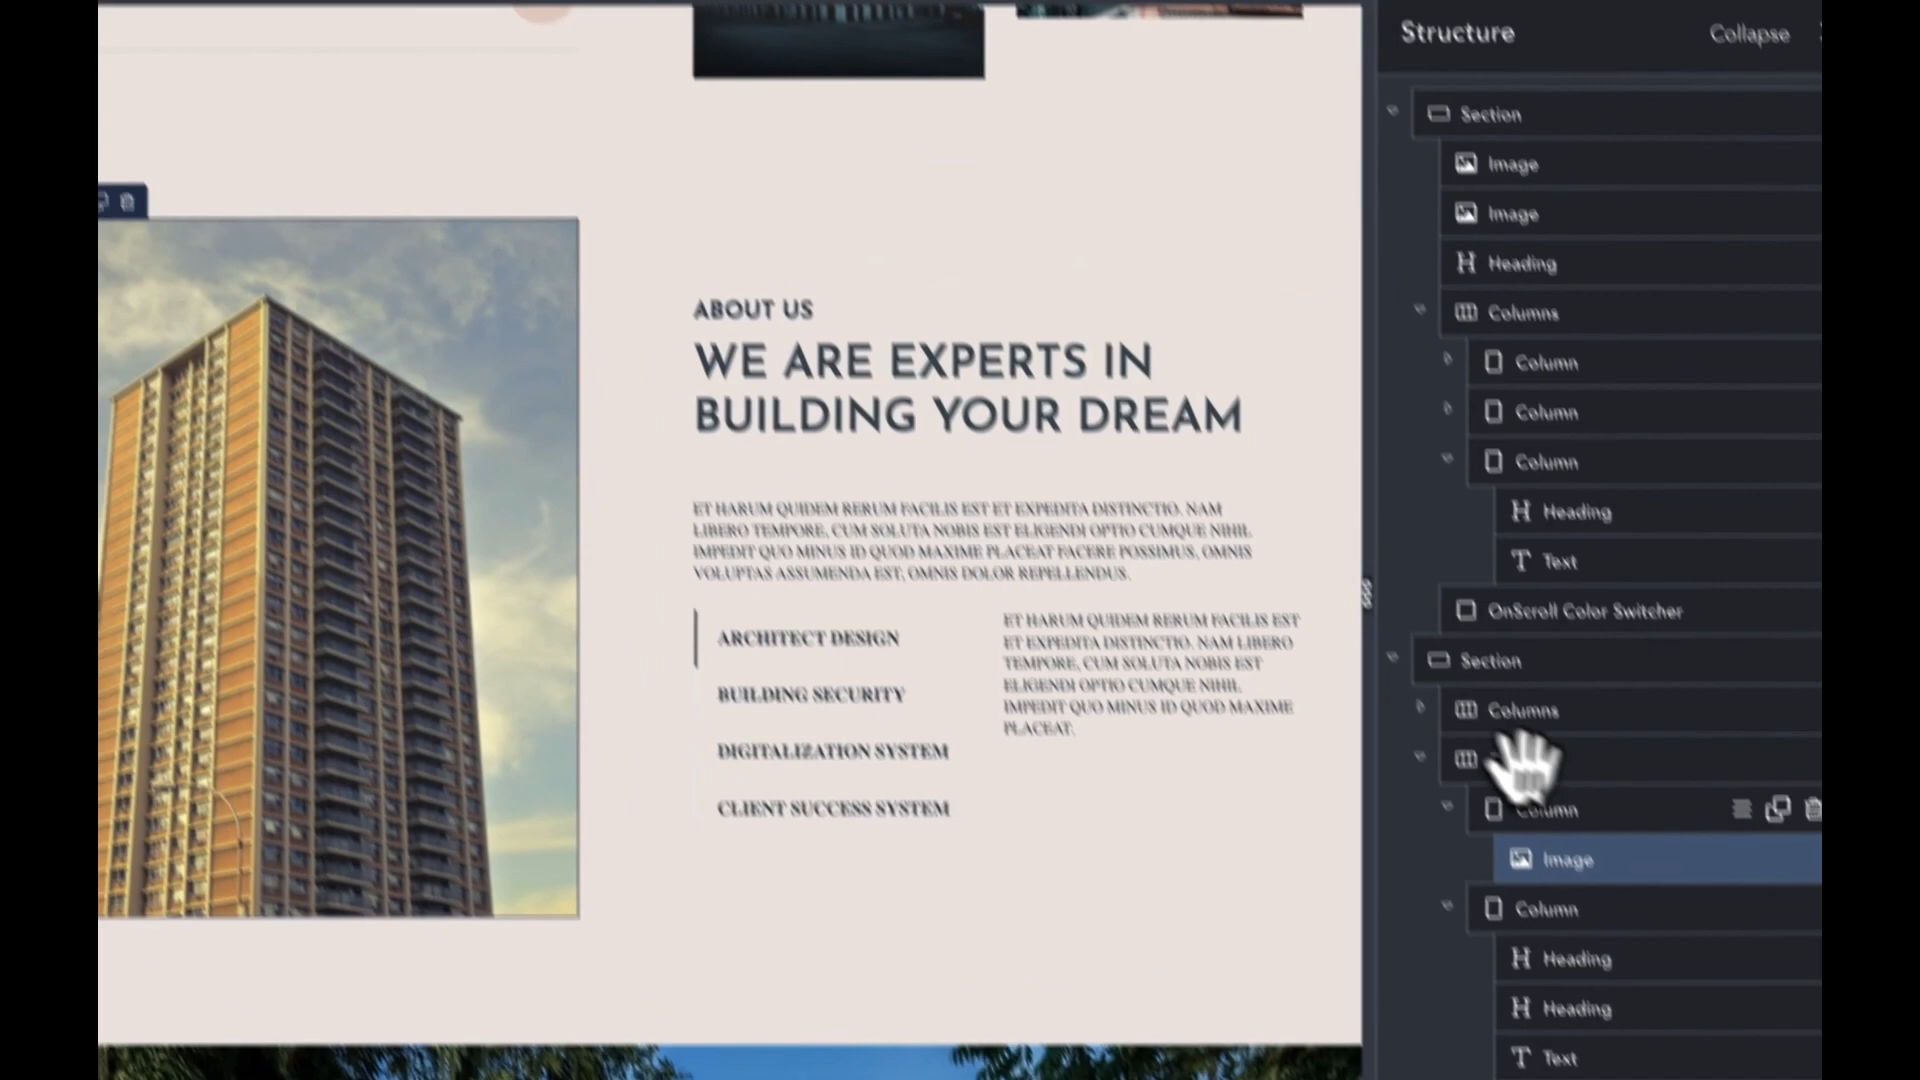 ABOUT US
WE ARE EXPERTS IN
BUILDING YOUR DREAM
ET HARUM QUIDEM RERUM FACILIS EST ET EXPEDITA DISTINCTIO. NAM
LIBERO TEMPORE, CUM SOLUTA NOBIS EST ELIGENDI OPTIO CUMQUE NIHIL
IMPEDIT QUO MINUS ID QUOD MAXIME PLACEAT FACERE POSSIMUS, OMNIS
VOLUPTAS ASSUMENDA EST, OMNIS DOLOR REPELLENDUS.
ARCHITECT DESIGN
BUILDING SECURITY
DIGITALIZATION SYSTEM
CLIENT SUCCESS SYSTEM
ET HARUM QUIDEM RERUM FACILIS EST
ET EXPEDITA DISTINCTIO. NAM LIBERO
TEMPORE, CUM SOLUTA NOBIS EST
ELIGENDI OPTIO CUMQUE NIHIL
IMPEDIT QUO MINUS ID QUOD MAXIME
PLACEAT.
Structure Collapse
Section
Image
Image
Heading
Columns
Column
Column
Column
Heading
Text
OnScroll Color Switcher
Section
Columns
Column
Image
Column
Heading
Heading
Text